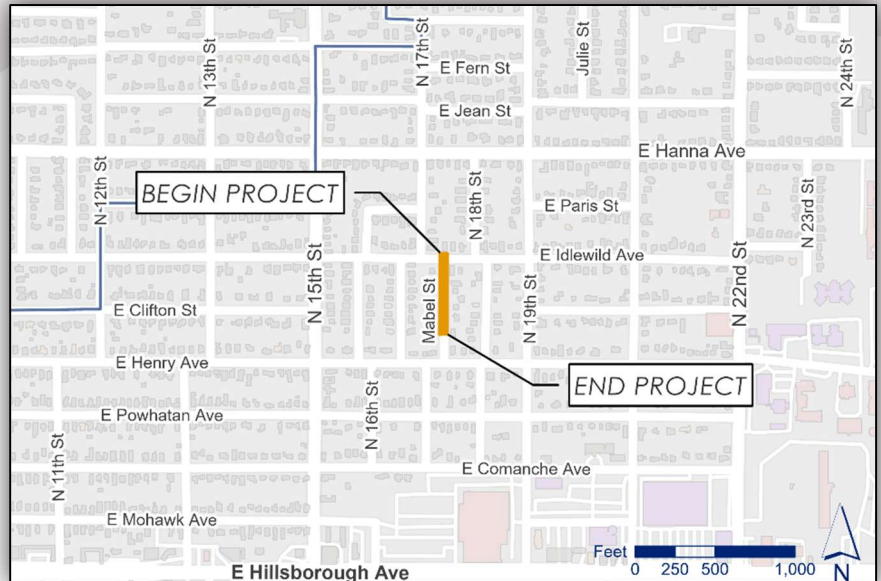 N 17th St
Julie St
N 13th St
E Fern St
N 24th St
E Jean St
E Hanna Ave
N 12th St
BEGIN PROJECT
N 18th St
E Paris St
N 23rd St
N 15th St
E Idlewild Ave
N 22nd St
Mabel St
N 19th St
E Clifton St
E Henry Ave
END PROJECT
N 16th St
E Powhatan Ave
N 11th St
E Comanche Ave
E Mohawk Ave
Feet
0 250 500 1,000
N
E Hillsborough Ave